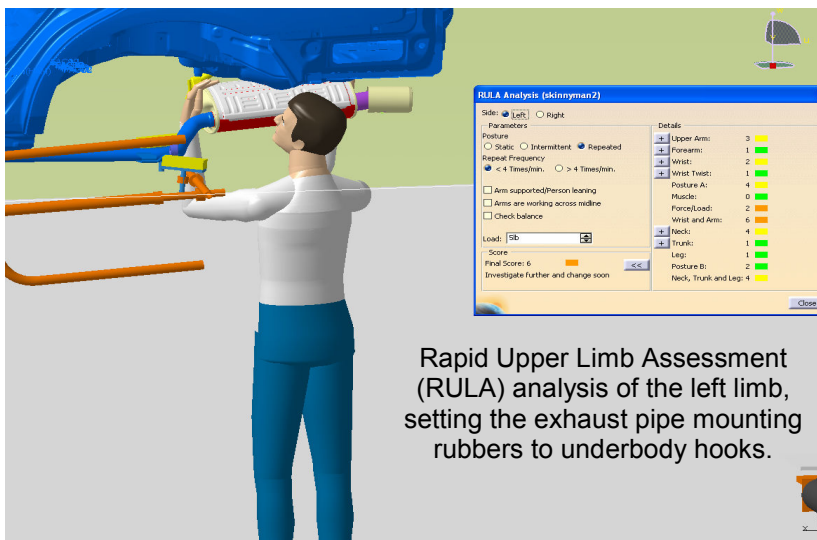 RULA Analysis (skinnyman2)
Side: Left Right
Parameters
Posture
Static Intermittent Repeated
Repeat Frequency
< 4 Times/min. > 4 Times/min.
Arm supported/Person leaning
Arms are working across midline
Check balance
Load: 5lb
Score
Final Score: 6
<<
Investigate further and change soon
Details
+ Upper Arm: 3
+ Forearm: 1
+ Wrist: 2
+ Wrist Twist: 1
Posture A: 4
Muscle: 0
Force/Load: 2
Wrist and Arm: 6
+ Neck: 4
+ Trunk: 1
Leg: 1
Posture B: 2
Neck, Trunk and Leg: 4
Close
Rapid Upper Limb Assessment
(RULA) analysis of the left limb,
setting the exhaust pipe mounting
rubbers to underbody hooks.